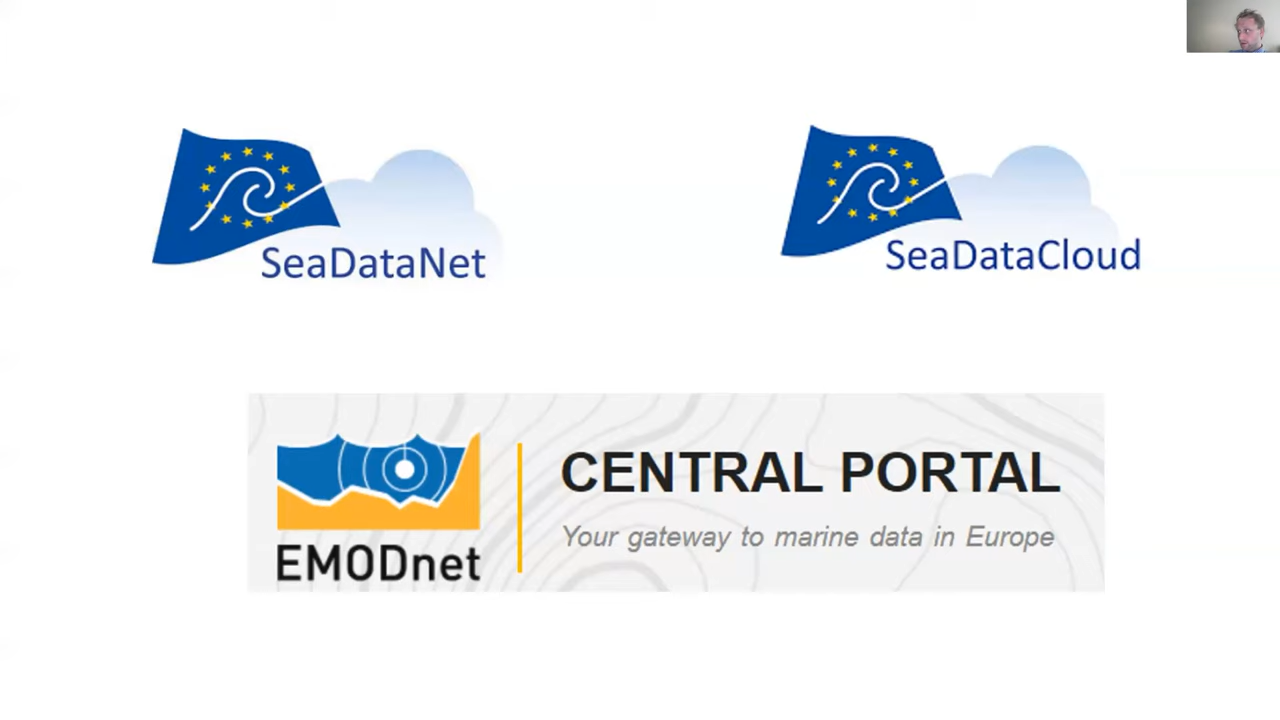 SeaDataNet
SeaDataCloud
EMODnet
CENTRAL PORTAL
Your gateway to marine data in Europe